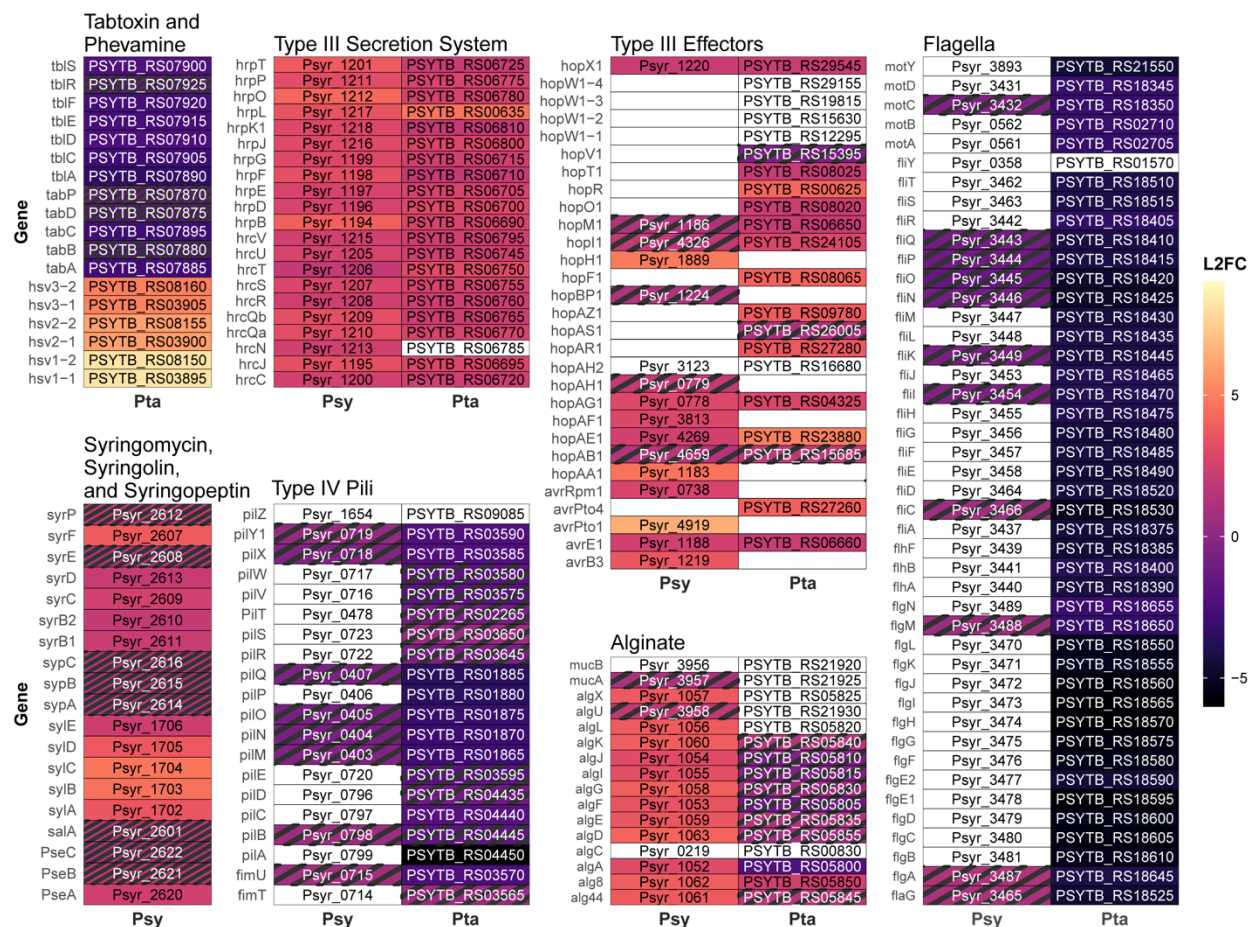 Tabtoxin and
Phevamine
Gene
tblS PSYTB_RS07900
tblR PSYTB_RS07925
tblF PSYTB_RS07920
tblE PSYTB_RS07915
tblD PSYTB_RS07910
tblC PSYTB_RS07905
tblA PSYTB_RS07890
tabP PSYTB_RS07870
tabD PSYTB_RS07875
tabC PSYTB_RS07895
tabB PSYTB_RS07880
tabA PSYTB_RS07885
hsv3-2 PSYTB_RS08160
hsv3-1 PSYTB_RS03905
hsv2-2 PSYTB_RS08155
hsv2-1 PSYTB_RS03900
hsv1-2 PSYTB_RS08150
hsv1-1 PSYTB_RS03895
Pta
Type III Secretion System
hrpT Psyr_1201 PSYTB_RS06725
hrpP Psyr_1211 PSYTB_RS06775
hrpO Psyr_1212 PSYTB_RS06780
hrpL Psyr_1217 PSYTB_RS00635
hrpK1 Psyr_1218 PSYTB_RS06810
hrpJ Psyr_1216 PSYTB_RS06800
hrpG Psyr_1199 PSYTB_RS06715
hrpF Psyr_1198 PSYTB_RS06710
hrpE Psyr_1197 PSYTB_RS06705
hrpD Psyr_1196 PSYTB_RS06700
hrpB Psyr_1194 PSYTB_RS06690
hrcV Psyr_1215 PSYTB_RS06795
hrcU Psyr_1205 PSYTB_RS06745
hrcT Psyr_1206 PSYTB_RS06750
hrcS Psyr_1207 PSYTB_RS06755
hrcR Psyr_1208 PSYTB_RS06760
hrcQb Psyr_1209 PSYTB_RS06765
hrcQa Psyr_1210 PSYTB_RS06770
hrcN Psyr_1213 PSYTB_RS06785
hrcJ Psyr_1195 PSYTB_RS06695
hrcC Psyr_1200 PSYTB_RS06720
Psy Pta
Type III Effectors
hopX1 Psyr_1220 PSYTB_RS29545
hopW1-4 PSYTB_RS29155
hopW1-3 PSYTB_RS19815
hopW1-2 PSYTB_RS15630
hopW1-1 PSYTB_RS12295
hopV1 PSYTB_RS15395
hopT1 PSYTB_RS08025
hopR PSYTB_RS00625
hopO1 PSYTB_RS08020
hopM1 Psyr_1186 PSYTB_RS06650
hopI1 Psyr_4326 PSYTB_RS24105
hopH1 Psyr_1889
hopF1 PSYTB_RS08065
hopBP1 Psyr_1224
hopAZ1 PSYTB_RS09780
hopAS1 PSYTB_RS26005
hopAR1 PSYTB_RS27280
hopAH2 Psyr_3123 PSYTB_RS16680
hopAH1 Psyr_0779
hopAG1 Psyr_0778 PSYTB_RS04325
hopAF1 Psyr_3813
hopAE1 Psyr_4269 PSYTB_RS23880
hopAB1 Psyr_4659 PSYTB_RS15685
hopAA1 Psyr_1183
avrRpm1 Psyr_0738
avrPto4 PSYTB_RS27260
avrPto1 Psyr_4919
avrE1 Psyr_1188 PSYTB_RS06660
avrB3 Psyr_1219
Psy Pta
Flagella
motY Psyr_3893 PSYTB_RS21550
motD Psyr_3431 PSYTB_RS18345
motC Psyr_3432 PSYTB_RS18350
motB Psyr_0562 PSYTB_RS02710
motA Psyr_0561 PSYTB_RS02705
fliY Psyr_0358 PSYTB_RS01570
fliT Psyr_3462 PSYTB_RS18510
fliS Psyr_3463 PSYTB_RS18515
fliR Psyr_3442 PSYTB_RS18405
fliQ Psyr_3443 PSYTB_RS18410
fliP Psyr_3444 PSYTB_RS18415
fliO Psyr_3445 PSYTB_RS18420
fliN Psyr_3446 PSYTB_RS18425
fliM Psyr_3447 PSYTB_RS18430
fliL Psyr_3448 PSYTB_RS18435
fliK Psyr_3449 PSYTB_RS18445
fliJ Psyr_3453 PSYTB_RS18465
fliI Psyr_3454 PSYTB_RS18470
fliH Psyr_3455 PSYTB_RS18475
fliG Psyr_3456 PSYTB_RS18480
fliF Psyr_3457 PSYTB_RS18485
fliE Psyr_3458 PSYTB_RS18490
fliD Psyr_3464 PSYTB_RS18520
fliC Psyr_3466 PSYTB_RS18530
fliA Psyr_3437 PSYTB_RS18375
flhF Psyr_3439 PSYTB_RS18385
flhB Psyr_3441 PSYTB_RS18400
flhA Psyr_3440 PSYTB_RS18390
flgN Psyr_3489 PSYTB_RS18655
flgM Psyr_3488 PSYTB_RS18650
flgL Psyr_3470 PSYTB_RS18550
flgK Psyr_3471 PSYTB_RS18555
flgJ Psyr_3472 PSYTB_RS18560
flgI Psyr_3473 PSYTB_RS18565
flgH Psyr_3474 PSYTB_RS18570
flgG Psyr_3475 PSYTB_RS18575
flgF Psyr_3476 PSYTB_RS18580
flgE2 Psyr_3477 PSYTB_RS18590
flgE1 Psyr_3478 PSYTB_RS18595
flgD Psyr_3479 PSYTB_RS18600
flgC Psyr_3480 PSYTB_RS18605
flgB Psyr_3481 PSYTB_RS18610
flgA Psyr_3487 PSYTB_RS18645
flaG Psyr_3465 PSYTB_RS18525
Psy Pta
L2FC
5
0
−5
Syringomycin,
Syringolin,
and Syringopeptin
Gene
syrP Psyr_2612
syrF Psyr_2607
syrE Psyr_2608
syrD Psyr_2613
syrC Psyr_2609
syrB2 Psyr_2610
syrB1 Psyr_2611
sypC Psyr_2616
sypB Psyr_2615
sypA Psyr_2614
sylE Psyr_1706
sylD Psyr_1705
sylC Psyr_1704
sylB Psyr_1703
sylA Psyr_1702
salA Psyr_2601
PseC Psyr_2622
PseB Psyr_2621
PseA Psyr_2620
Psy
Type IV Pili
pilZ Psyr_1654 PSYTB_RS09085
pilY1 Psyr_0719 PSYTB_RS03590
pilX Psyr_0718 PSYTB_RS03585
pilW Psyr_0717 PSYTB_RS03580
pilV Psyr_0716 PSYTB_RS03575
pilT Psyr_0478 PSYTB_RS02265
pilS Psyr_0723 PSYTB_RS03650
pilR Psyr_0722 PSYTB_RS03645
pilQ Psyr_0407 PSYTB_RS01885
pilP Psyr_0406 PSYTB_RS01880
pilO Psyr_0405 PSYTB_RS01875
pilN Psyr_0404 PSYTB_RS01870
pilM Psyr_0403 PSYTB_RS01865
pilE Psyr_0720 PSYTB_RS03595
pilD Psyr_0796 PSYTB_RS04435
pilC Psyr_0797 PSYTB_RS04440
pilB Psyr_0798 PSYTB_RS04445
pilA Psyr_0799 PSYTB_RS04450
fimU Psyr_0715 PSYTB_RS03570
fimT Psyr_0714 PSYTB_RS03565
Psy Pta
Alginate
mucB Psyr_3956 PSYTB_RS21920
mucA Psyr_3957 PSYTB_RS21925
algX Psyr_1057 PSYTB_RS05825
algU Psyr_3958 PSYTB_RS21930
algL Psyr_1056 PSYTB_RS05820
algK Psyr_1060 PSYTB_RS05840
algJ Psyr_1054 PSYTB_RS05810
algI Psyr_1055 PSYTB_RS05815
algG Psyr_1058 PSYTB_RS05830
algF Psyr_1053 PSYTB_RS05805
algE Psyr_1059 PSYTB_RS05835
algD Psyr_1063 PSYTB_RS05855
algC Psyr_0219 PSYTB_RS00830
algA Psyr_1052 PSYTB_RS05800
alg8 Psyr_1062 PSYTB_RS05850
alg44 Psyr_1061 PSYTB_RS05845
Psy Pta